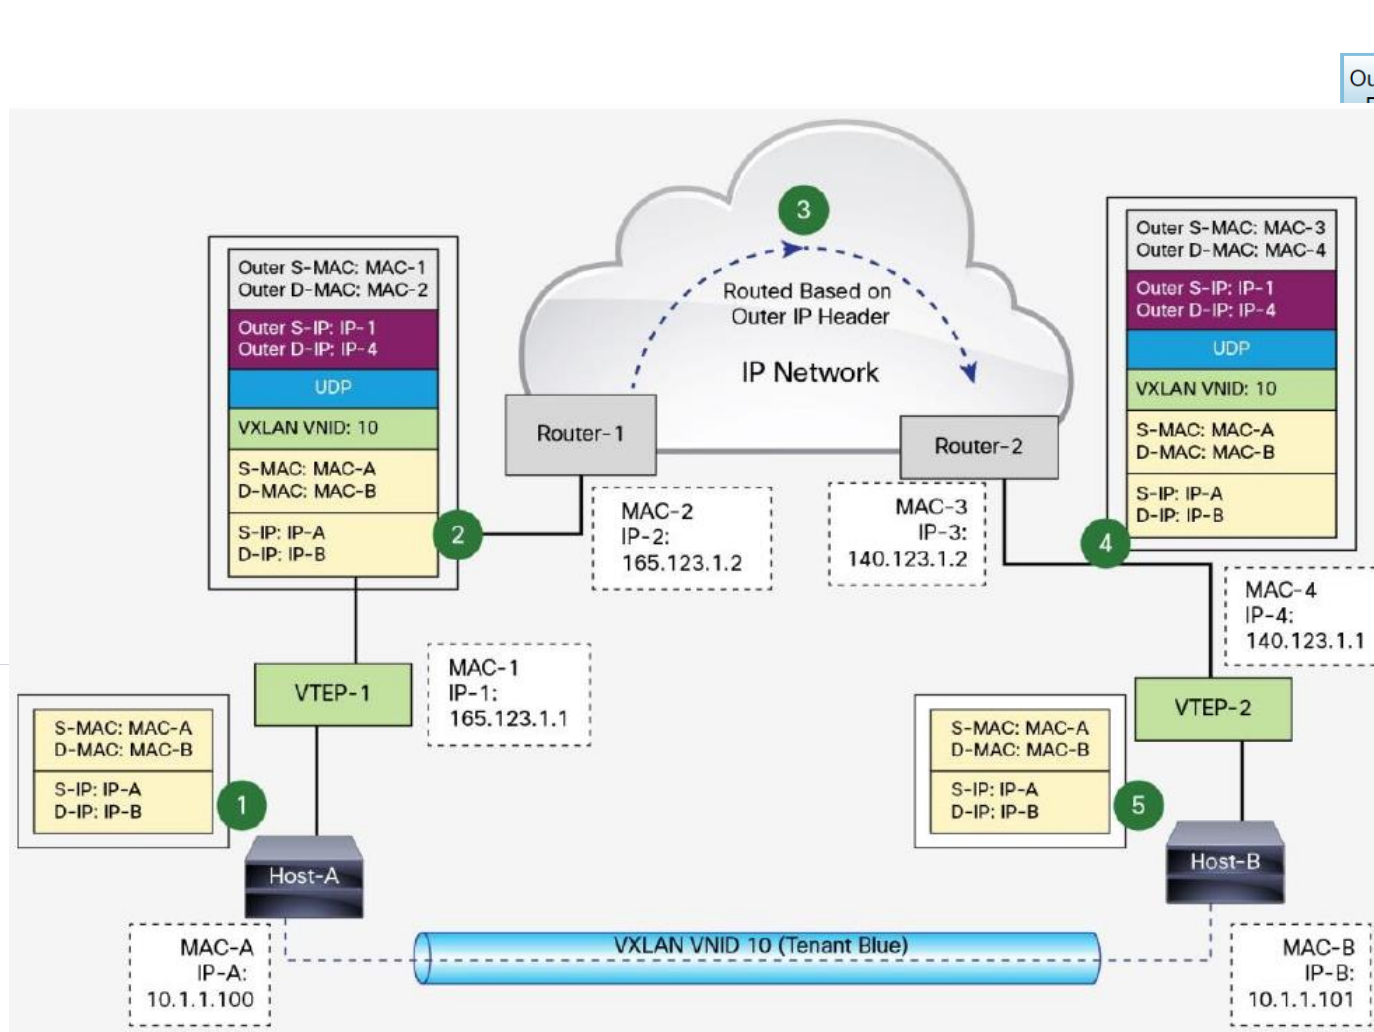 Ou
3
Outer S-MAC: MAC-3
Outer D-MAC: MAC-4
Outer S-IP: IP-1
Outer D-IP: IP-4
UDP
VXLAN VNID: 10
S-MAC: MAC-A
D-MAC: MAC-B
S-IP: IP-A
D-IP: IP-B
Outer S-MAC: MAC-1
Outer D-MAC: MAC-2
Outer S-IP: IP-1
Outer D-IP: IP-4
UDP
VXLAN VNID: 10
S-MAC: MAC-A
D-MAC: MAC-B
S-IP: IP-A
D-IP: IP-B
Routed Based on
Outer IP Header
IP Network
Router-1
Router-2
2
MAC-2
IP-2:
165.123.1.2
MAC-3
IP-3:
140.123.1.2
4
MAC-4
IP-4:
140.123.1.1
VTEP-1
MAC-1
IP-1:
165.123.1.1
VTEP-2
S-MAC: MAC-A
D-MAC: MAC-B
S-IP: IP-A
D-IP: IP-B
1
S-MAC: MAC-A
D-MAC: MAC-B
S-IP: IP-A
D-IP: IP-B
5
Host-A
Host-B
MAC-A
IP-A:
10.1.1.100
VXLAN VNID 10 (Tenant Blue)
MAC-B
IP-B:
10.1.1.101